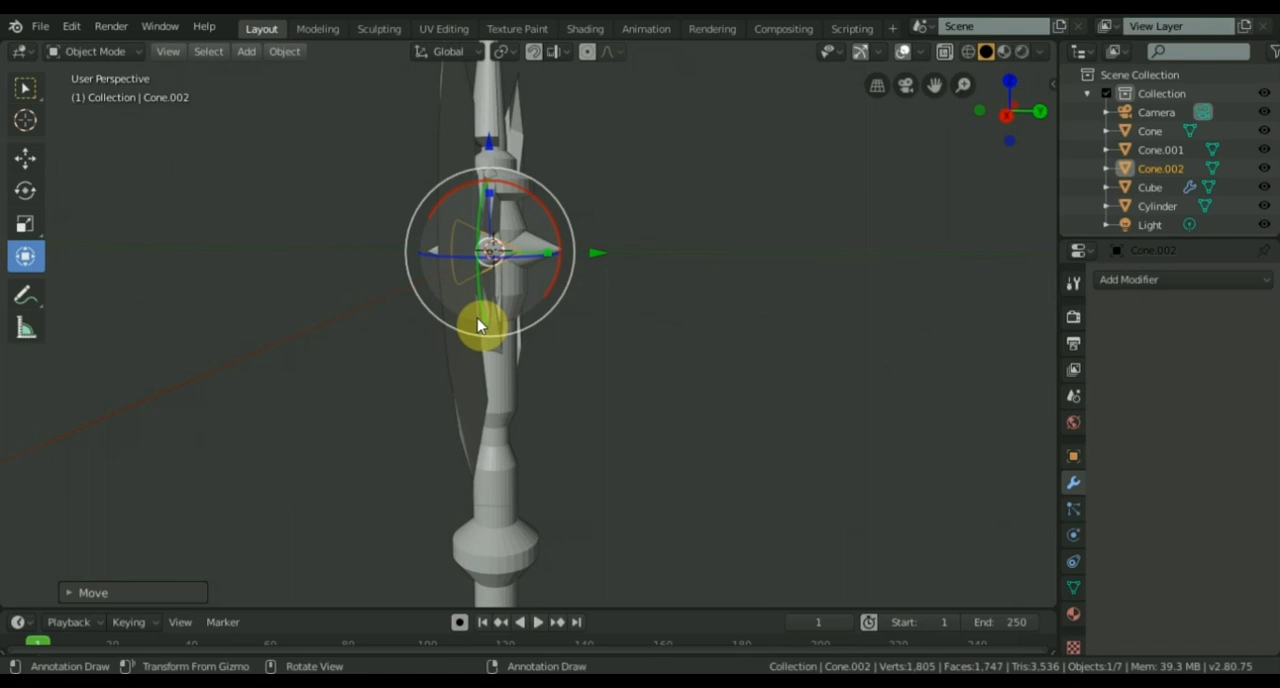 File Edit Render Window Help Layout Modeling Sculpting UV Editing Texture Paint Shading Animation Rendering Compositing Scripting + Scene View Layer
Object Mode View Select Add Object Global
User Perspective
(1) Collection | Cone.002
Scene Collection
Collection
Camera
Cone
Cone.001
Cone.002
Cube
Cylinder
Light
Cone.002
Add Modifier
X
Y
Move
Playback Keying View Marker 1 Start: 1 End: 250
1
Annotation Draw Transform From Gizmo Rotate View Annotation Draw Collection | Cone.002 | Verts:1,805 | Faces:1,747 | Tris:3,536 | Objects:1/7 | Mem: 39.3 MB | v2.80.75